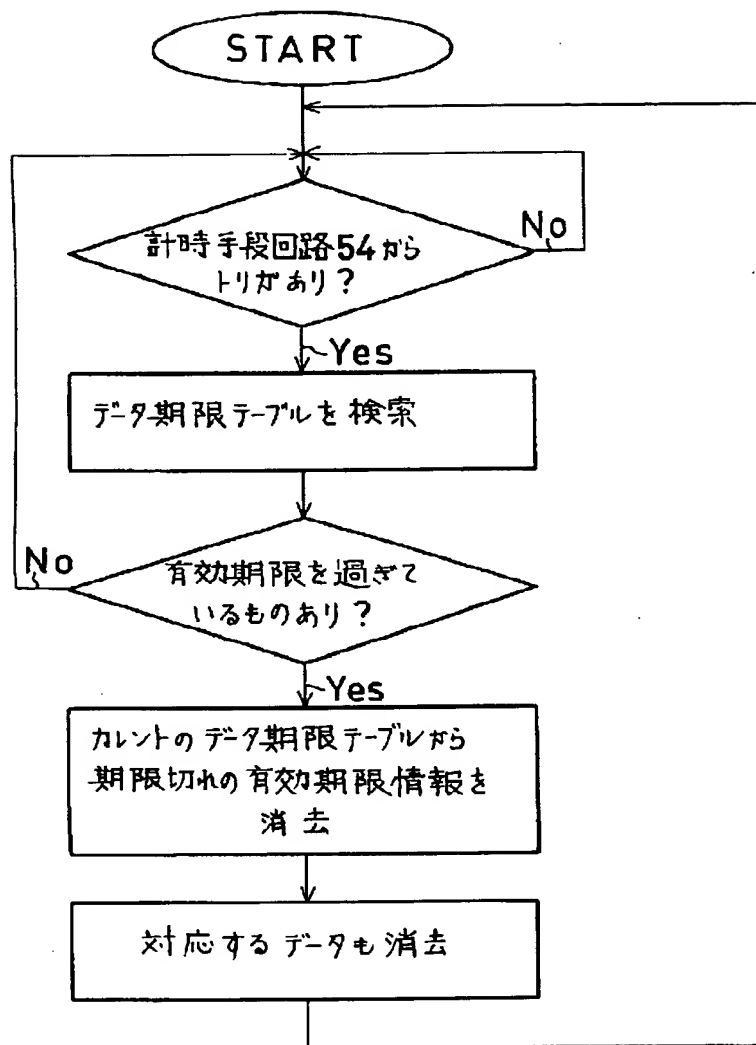 START
計時手段回路54から
トリガあり?
No
Yes
データ期限テーブルを検索
No
有効期限を過ぎて
いるものあり?
Yes
カレントのデータ期限テーブルから
期限切れの有効期限情報を
消去
対応するデータも消去